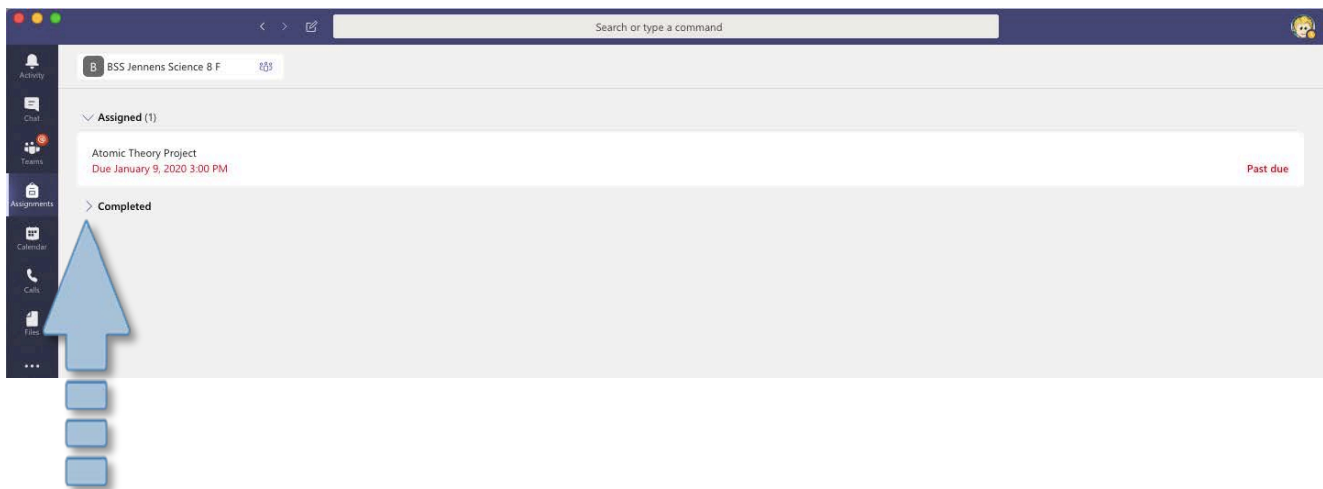 Search or type a command
Activity
Chat
Teams
Assignments
Calendar
Calls
Files
B BSS Jennens Science 8 F
Assigned (1)
Atomic Theory Project
Due January 9, 2020 3:00 PM
Past due
Completed